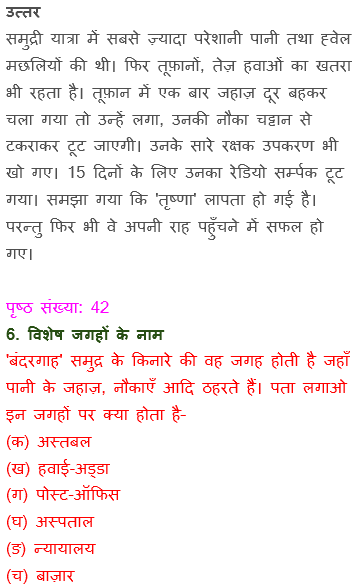 उत्तर
समुद्री यात्रा में सबसे ज़्यादा परेशानी पानी तथा ह्वेल
मछलियों की थी। फिर तूफ़ानों, तेज़ हवाओं का खतरा
भी रहता है। तूफ़ान में एक बार जहाज़ दूर बहकर
चला गया तो उन्हें लगा, उनकी नौका चट्टान से
टकराकर टूट जाएगी। उनके सारे रक्षक उपकरण भी
खो गए। 15 दिनों के लिए उनका रेडियो सर्म्पक टूट
गया। समझा गया कि 'तृष्णा' लापता हो गई है।
परन्तु फिर भी वे अपनी राह पहुँचने में सफल हो
गए।
पृष्ठ संख्या: 42
6. विशेष जगहों के नाम
'बंदरगाह' समुद्र के किनारे की वह जगह होती है जहाँ
पानी के जहाज़, नौकाएँ आदि ठहरते हैं। पता लगाओ
इन जगहों पर क्या होता है-
(क) अस्तबल
(ख) हवाई-अड्डा
(ग) पोस्ट-ऑफिस
(घ) अस्पताल
(ङ) न्यायालय
(च) बाज़ार